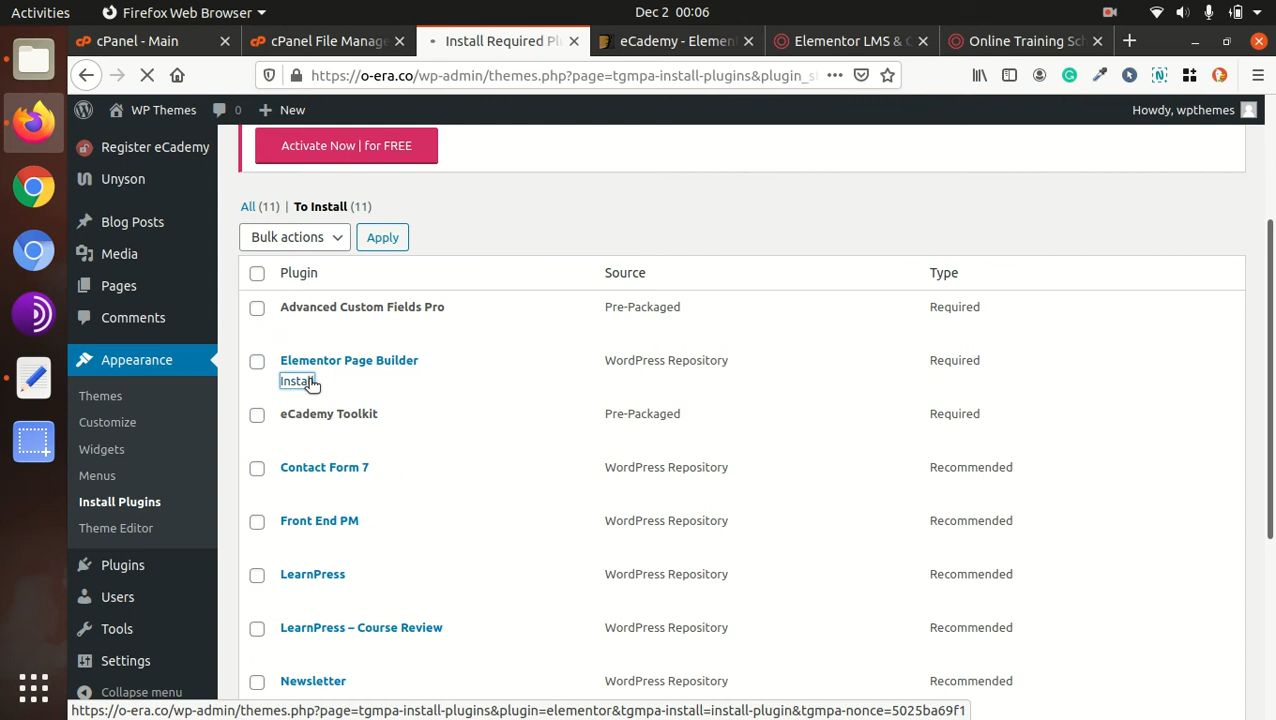 Activities Firefox Web Browser Dec 2 00:06
cPanel - Main cPanel File Manage Install Required Pl eCademy - Elemen Elementor LMS & C Online Training Sch
https://o-era.co/wp-admin/themes.php?page=tgmpa-install-plugins&plugin_s
WP Themes 0 New Howdy, wpthemes
Register eCademy
Unyson
Blog Posts
Media
Pages
Comments
Appearance
Themes
Customize
Widgets
Menus
Install Plugins
Theme Editor
Plugins
Users
Tools
Settings
Collapse menu
Activate Now | for FREE
All (11) | To Install (11)
Bulk actions Apply
Plugin Source Type
Advanced Custom Fields Pro Pre-Packaged Required
Elementor Page Builder WordPress Repository Required
Install
eCademy Toolkit Pre-Packaged Required
Contact Form 7 WordPress Repository Recommended
Front End PM WordPress Repository Recommended
LearnPress WordPress Repository Recommended
LearnPress – Course Review WordPress Repository Recommended
Newsletter WordPress Repository Recommended
https://o-era.co/wp-admin/themes.php?page=tgmpa-install-plugins&plugin=elementor&tgmpa-install=install-plugin&tgmpa-nonce=5025ba69f1